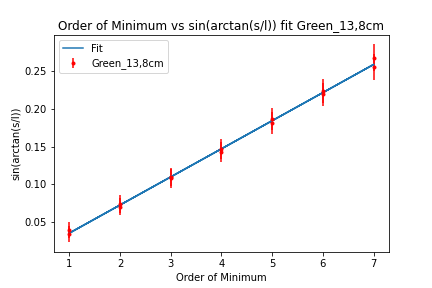 Order of Minimum vs sin(arctan(s/l)) fit Green_13,8cm
Fit
Green_13,8cm
sin(arctan(s/l))
0.25
0.20
0.15
0.10
0.05
1 2 3 4 5 6 7
Order of Minimum